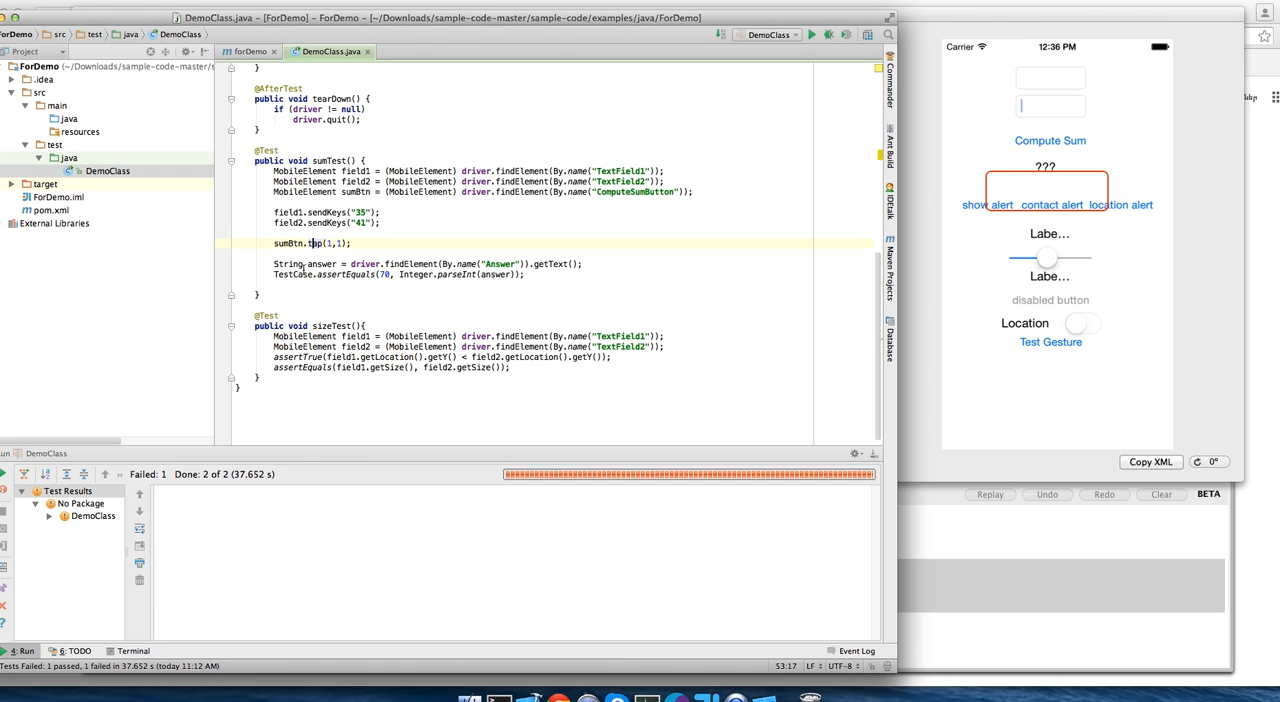 DemoClass.java - [ForDemo] - ForDemo - [~/Downloads/sample-code-master/sample-code/examples/java/ForDemo]
ForDemo src test java DemoClass
DemoClass
Project
forDemo DemoClass.java
ForDemo (~/Downloads/sample-code-master/s
.idea
src
main
java
resources
test
java
DemoClass
target
ForDemo.iml
pom.xml
External Libraries
}
@AfterTest
public void tearDown() {
if (driver != null)
driver.quit();
}
@Test
public void sumTest() {
MobileElement field1 = (MobileElement) driver.findElement(By.name("TextField1"));
MobileElement field2 = (MobileElement) driver.findElement(By.name("TextField2"));
MobileElement sumBtn = (MobileElement) driver.findElement(By.name("ComputeSumButton"));
field1.sendKeys("35");
field2.sendKeys("41");
sumBtn.tap(1,1);
String answer = driver.findElement(By.name("Answer")).getText();
TestCase.assertEquals(70, Integer.parseInt(answer));
}
@Test
public void sizeTest(){
MobileElement field1 = (MobileElement) driver.findElement(By.name("TextField1"));
MobileElement field2 = (MobileElement) driver.findElement(By.name("TextField2"));
assertTrue(field1.getLocation().getY() < field2.getLocation().getY());
assertEquals(field1.getSize(), field2.getSize());
}
}
Commander
Ant Build
IDEtalk
Maven Projects
Database
un DemoClass
Failed: 1 Done: 2 of 2 (37.652 s)
Test Results
No Package
DemoClass
4: Run 6: TODO Terminal
Event Log
Tests Failed: 1 passed, 1 failed in 37.652 s (today 11:12 AM)
53:17 LF UTF-8
Carrier 12:36 PM
Compute Sum
???
show alert contact alert location alert
Labe...
Labe...
disabled button
Location
Test Gesture
Copy XML 0°
Replay Undo Redo Clear BETA